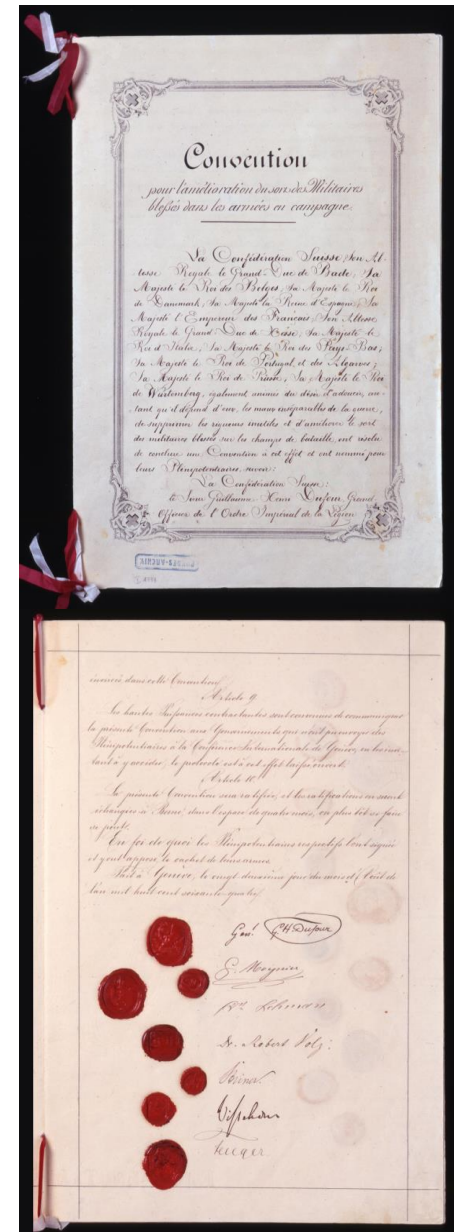 Convention
pour l'amélioration du sort des Militaires
blessés dans les armées en campagne.
La Confédération Suisse, Son Al-
tesse Royale le Grand-Duc de Bade, Sa
Majesté le Roi des Belges, Sa Majesté le Roi
de Danemark, Sa Majesté la Reine d'Espagne, Sa
Majesté l'Empereur des Français, Son Altesse
Royale le Grand Duc de Hesse, Sa Majesté le
Roi d'Italie, Sa Majesté le Roi des Pays-Bas,
Sa Majesté le Roi de Portugal et des Algarves,
Sa Majesté le Roi de Prusse, Sa Majesté le Roi
de Würtemberg, également animés du désir d'adoucir, au-
tant qu'il dépend d'eux, les maux inséparables de la guerre,
de supprimer les rigueurs inutiles et d'améliorer le sort
des militaires blessés sur les champs de bataille, ont résolu
de conclure une Convention à cet effet et ont nommé pour
leurs Plénipotentiaires, savoir:
La Confédération Suisse:
le Sieur Guillaume Henri Dufour, Grand
Officier de l'Ordre Impérial de la Légion
énoncés dans cette Convention.
Article 9.
Les hautes Puissances contractantes sont convenues de communiquer
la présente Convention aux Gouvernements qui n'ont pu envoyer des
Plénipotentiaires à la Conférence Internationale de Genève, en les invi-
tant à y accéder; le protocole est à cet effet laissé ouvert.
Article 10.
La présente Convention sera ratifiée, et les ratifications en seront
échangées à Berne, dans l'espace de quatre mois, ou plus tôt si faire
se peut.
En foi de quoi les Plénipotentiaires respectifs l'ont signée
et y ont apposé le cachet de leurs armes.
Fait à Genève, le vingt deuxième jour du mois d'Août de
l'an mil huit cent soixante quatre.
Genl GH Dufour
G. Moynier
Dr Lehmann
Dr. Robert Volz.
Steiner.
Visschers
Fenger